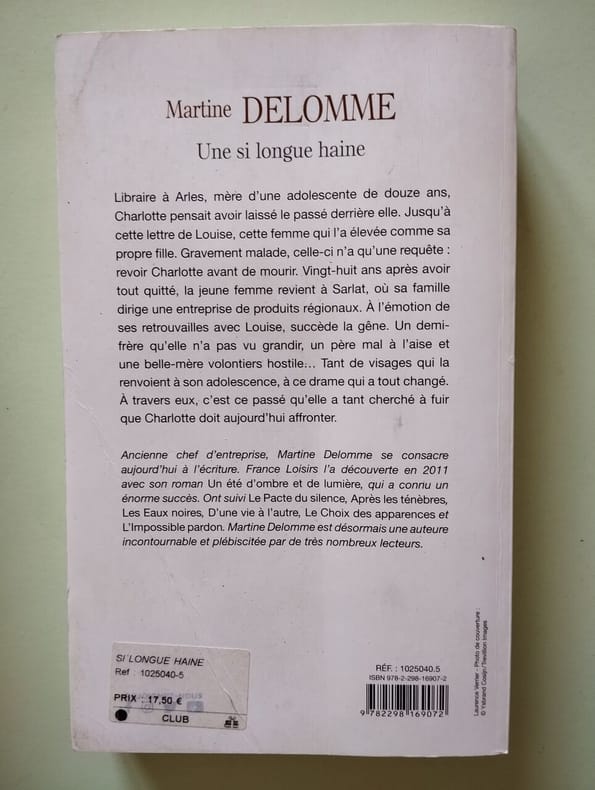 Martine DELOMME
Une si longue haine
Libraire à Arles, mère d'une adolescente de douze ans,
Charlotte pensait avoir laissé le passé derrière elle. Jusqu'à
cette lettre de Louise, cette femme qui l'a élevée comme sa
propre fille. Gravement malade, celle-ci n'a qu'une requête :
revoir Charlotte avant de mourir. Vingt-huit ans après avoir
tout quitté, la jeune femme revient à Sarlat, où sa famille
dirige une entreprise de produits régionaux. À l'émotion de
ses retrouvailles avec Louise, succède la gêne. Un demi-
frère qu'elle n'a pas vu grandir, un père mal à l'aise et
une belle-mère volontiers hostile... Tant de visages qui la
renvoient à son adolescence, à ce drame qui a tout changé.
À travers eux, c'est ce passé qu'elle a tant cherché à fuir
que Charlotte doit aujourd'hui affronter.
Ancienne chef d'entreprise, Martine Delomme se consacre
aujourd'hui à l'écriture. France Loisirs l'a découverte en 2011
avec son roman Un été d'ombre et de lumière, qui a connu un
énorme succès. Ont suivi Le Pacte du silence, Après les ténèbres,
Les Eaux noires, D'une vie à l'autre, Le Choix des apparences et
L'Impossible pardon. Martine Delomme est désormais une auteure
incontournable et plébiscitée par de très nombreux lecteurs.
SI LONGUE HAINE
Ref : 1025040-5
PRIX : 17,50 €
CLUB
RÉF. : 1025040.5
ISBN 978-2-298-16907-2
9 782298 169072
Laurence Verrier - Photo de couverture :
© Ysbrand Cosijn/Trevillion Images